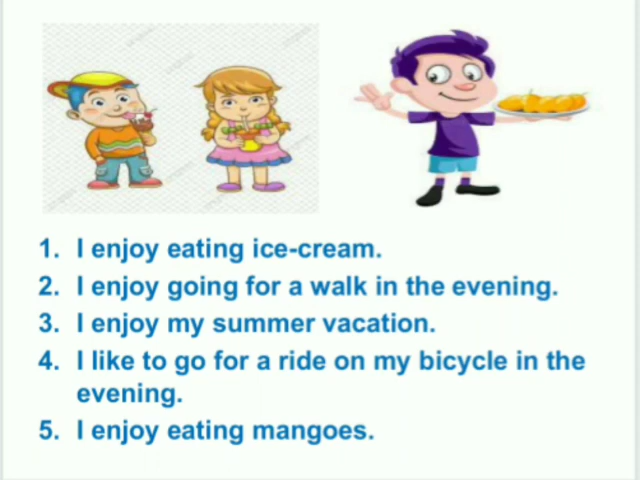 1. I enjoy eating ice-cream.
2. I enjoy going for a walk in the evening.
3. I enjoy my summer vacation.
4. I like to go for a ride on my bicycle in the
evening.
5. I enjoy eating mangoes.